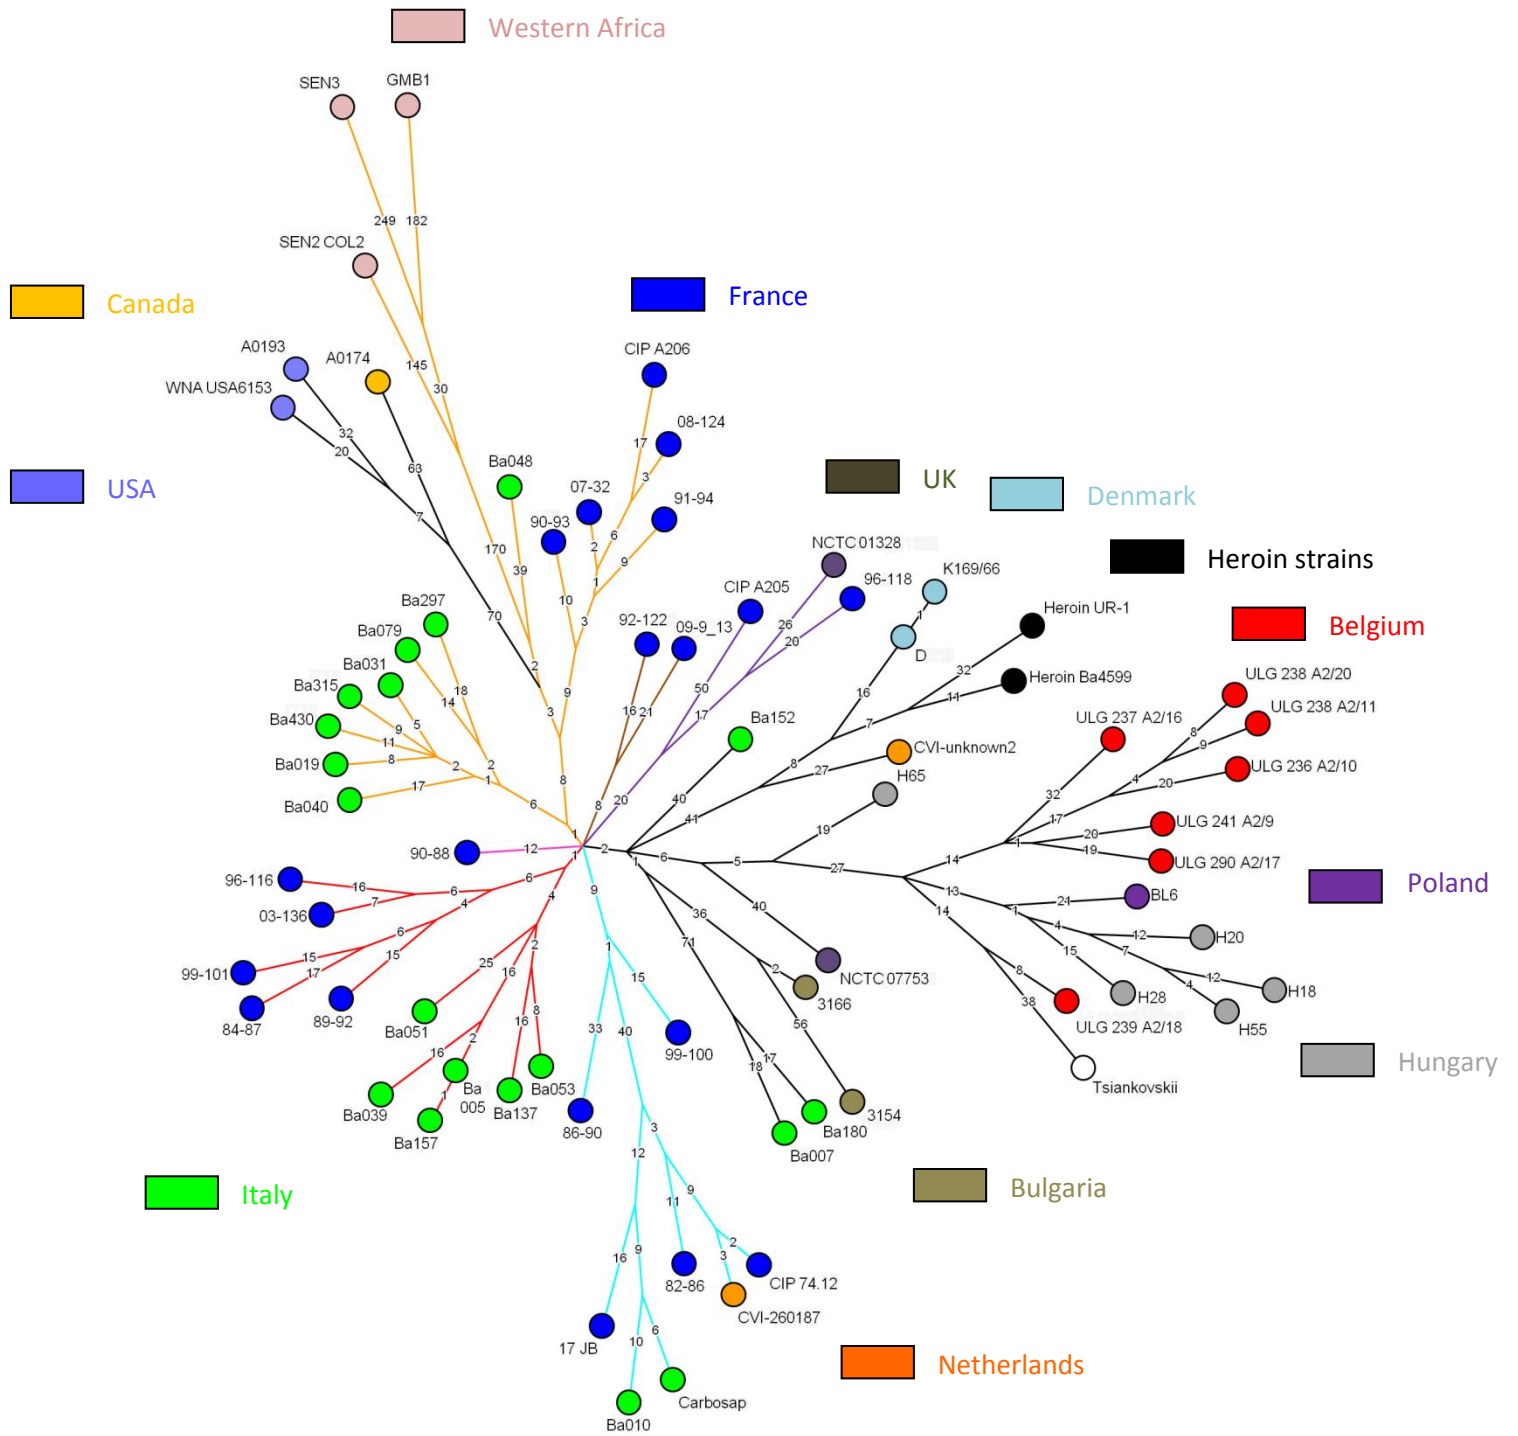 Western Africa
SEN3
GMB1
249
182
SEN2 COL2
Canada
France
145
30
A0193
A0174
WNA USA6153
CIP A206
08-124
32
20
63
17
3
USA
Ba048
07-32
91-94
90-93
UK
Denmark
7
170
39
2
6
9
10
1
3
NCTC 01328
K169/66
Heroin strains
CIP A205
96-118
1
D
Heroin UR-1
Belgium
Ba297
Ba079
Ba031
Ba315
Ba430
Ba019
Ba040
70
2
3
9
92-122
09-9_13
26
20
50
17
16
21
16
32
11
7
Heroin Ba4599
18
14
5
9
11
8
17
2
1
2
6
8
1
8
20
Ba152
CVI-unknown2
H65
8
27
40
41
19
ULG 238 A2/20
ULG 238 A2/11
ULG 237 A2/16
ULG 236 A2/10
ULG 241 A2/9
ULG 290 A2/17
8
9
4
20
32
17
1
20
19
14
90-88
12
2
1
6
5
27
96-116
03-136
16
7
6
6
1
4
4
9
13
14
1
21
BL6
Poland
4
12
H20
7
15
12
4
H18
H55
H28
99-101
84-87
89-92
15
17
6
15
25
16
2
Ba051
1
15
33
40
99-100
36
71
40
2
NCTC 07753
3166
56
8
38
ULG 239 A2/18
Tsiankovskii
Hungary
16
2
1
16
8
Ba039
Ba157
Ba
005
Ba137
Ba053
86-90
17
18
Ba180
Ba007
3154
Italy
Bulgaria
12
3
11
9
2
3
16
9
10
6
82-86
CIP 74.12
CVI-260187
17 JB
Carbosap
Ba010
Netherlands